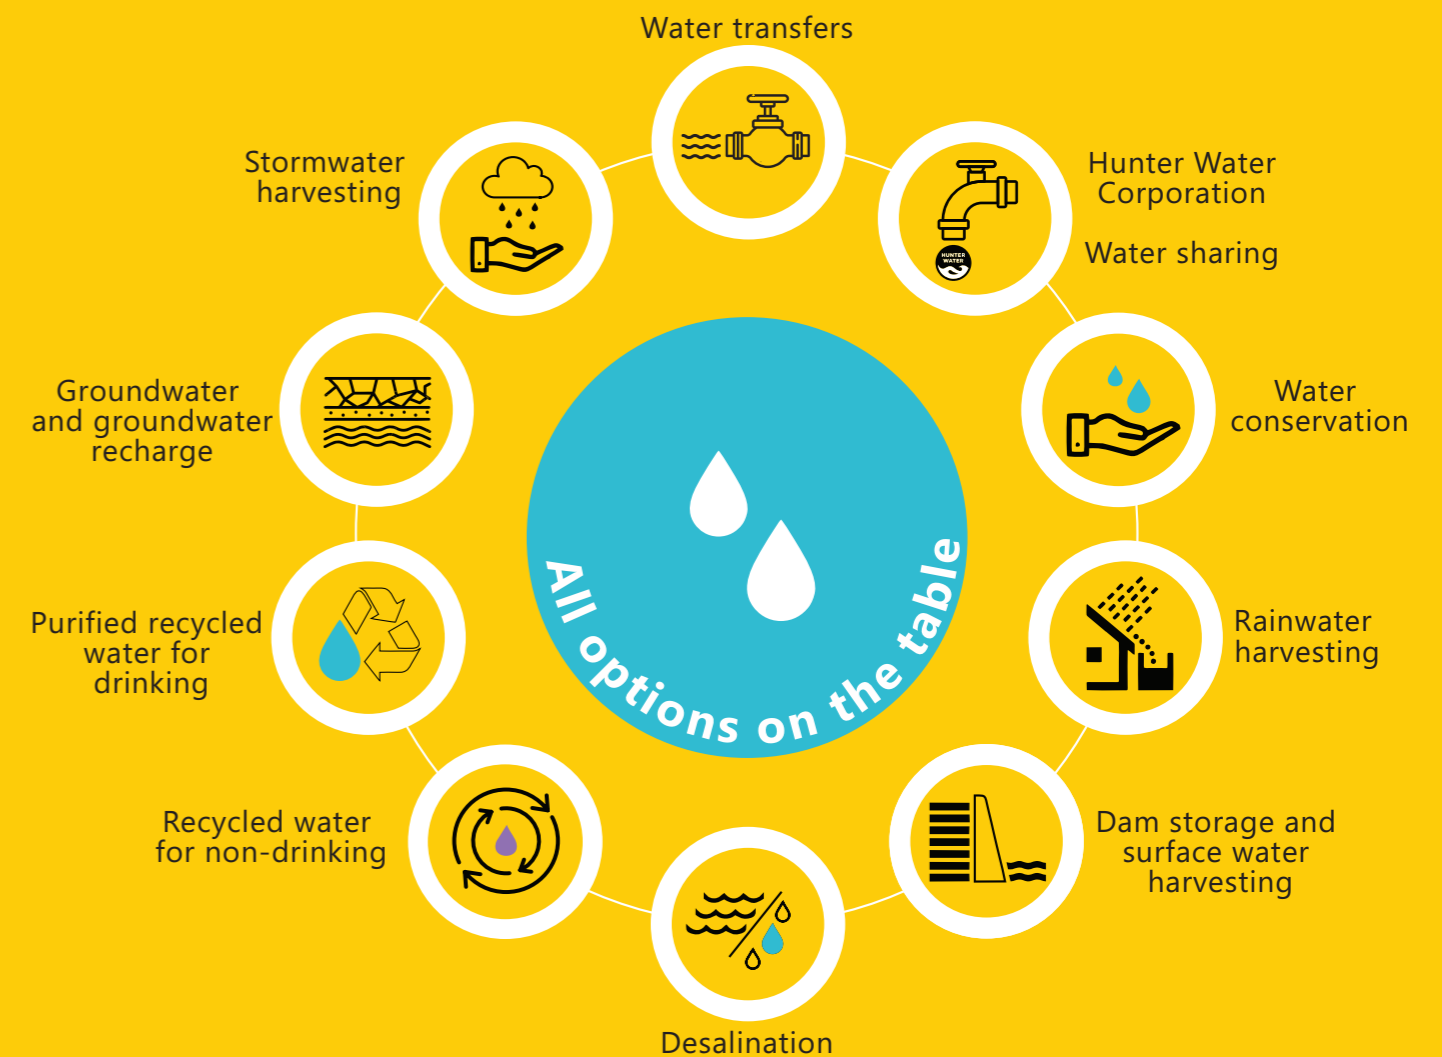 Water transfers
Hunter Water
Corporation
Water sharing
HUNTER
WATER
Water
conservation
Rainwater
harvesting
Dam storage and
surface water
harvesting
Desalination
Recycled water
for non-drinking
Purified recycled
water for
drinking
Groundwater
and groundwater
recharge
Stormwater
harvesting
All options on the table